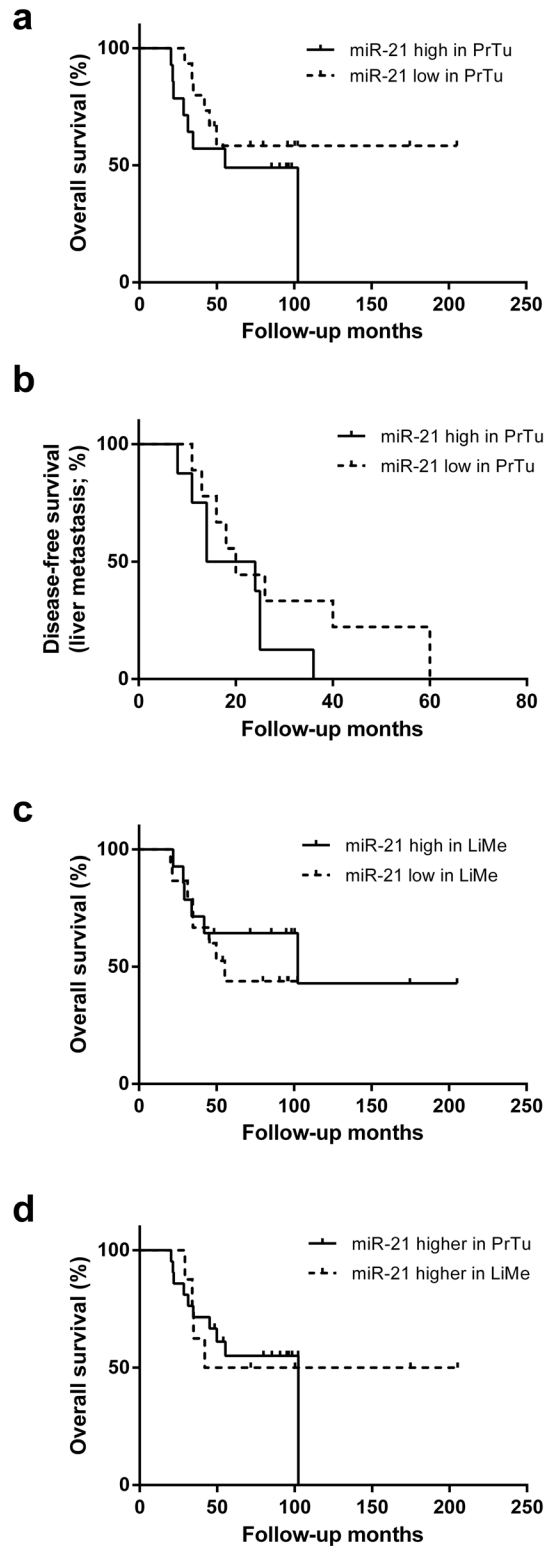 a
Overall survival (%)
100
50
0
miR-21 high in PrTu
miR-21 low in PrTu
0 50 100 150 200 250
Follow-up months
b
Disease-free survival
(liver metastasis; %)
100
50
0
miR-21 high in PrTu
miR-21 low in PrTu
0 20 40 60 80
Follow-up months
c
Overall survival (%)
100
50
0
miR-21 high in LiMe
miR-21 low in LiMe
0 50 100 150 200 250
Follow-up months
d
Overall survival (%)
100
50
0
miR-21 higher in PrTu
miR-21 higher in LiMe
0 50 100 150 200 250
Follow-up months